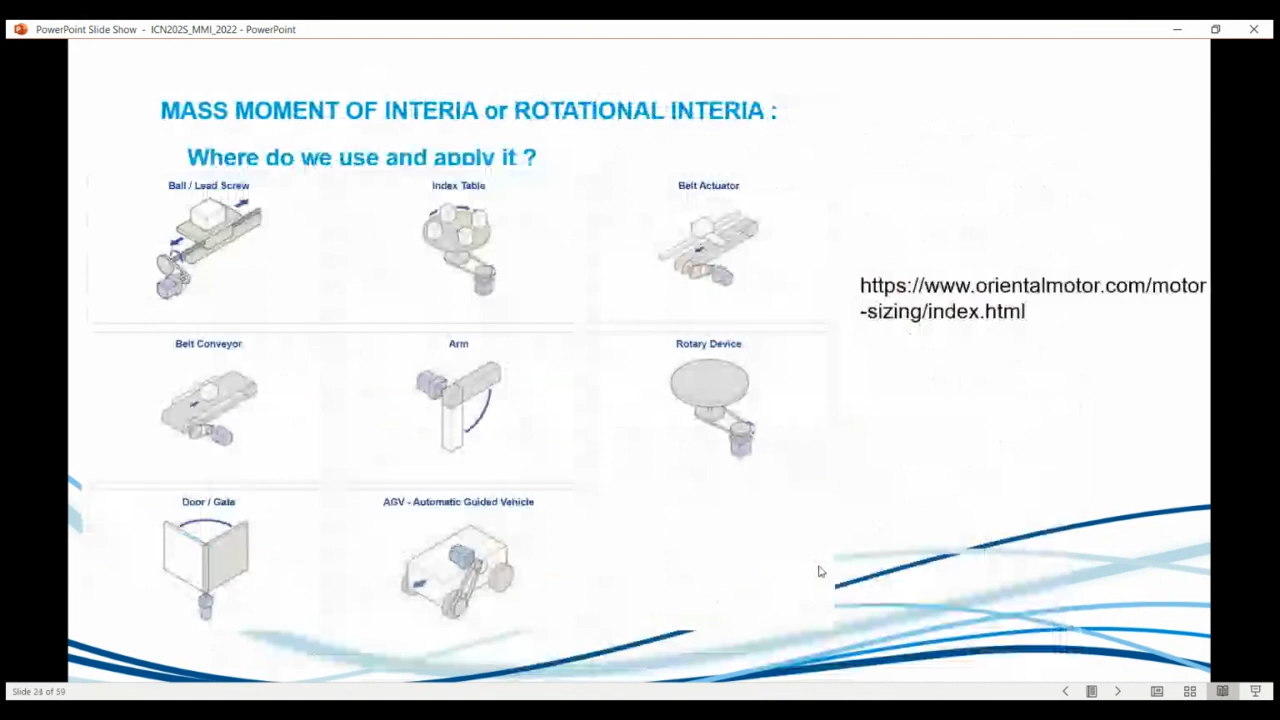 PowerPoint Slide Show - ICN202S_MMI_2022 - PowerPoint
MASS MOMENT OF INTERIA or ROTATIONAL INTERIA :
Where do we use and apply it ?
Ball / Lead Screw
Index Table
Belt Actuator
https://www.orientalmotor.com/motor
-sizing/index.html
Belt Conveyor
Arm
Rotary Device
Door / Gate
AGV - Automatic Guided Vehicle
Slide 24 of 59